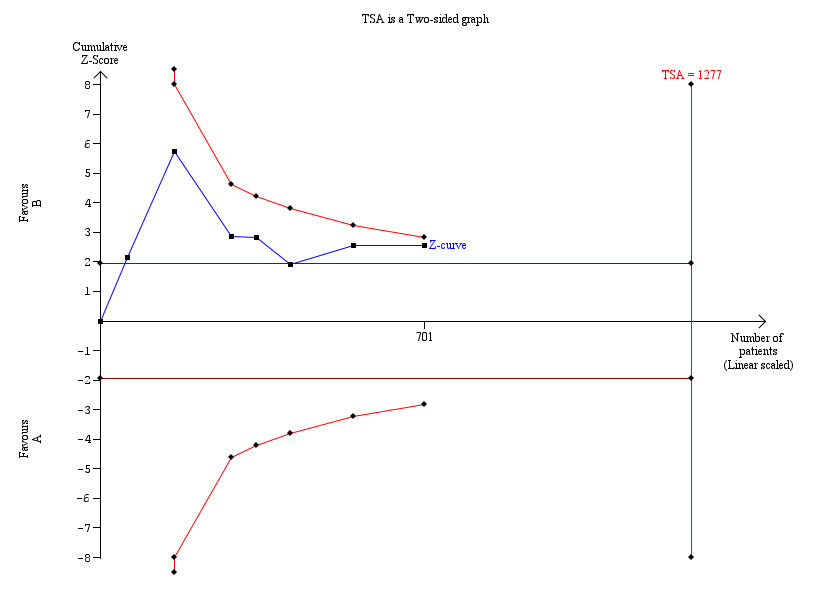 TSA is a Two-sided graph
Cumulative
Z-Score
TSA = 1277
8
7
6
5
4
3
2
1
-1
-2
-3
-4
-5
-6
-7
-8
Favours
B
Favours
A
Z-curve
701
Number of
patients
(Linear scaled)